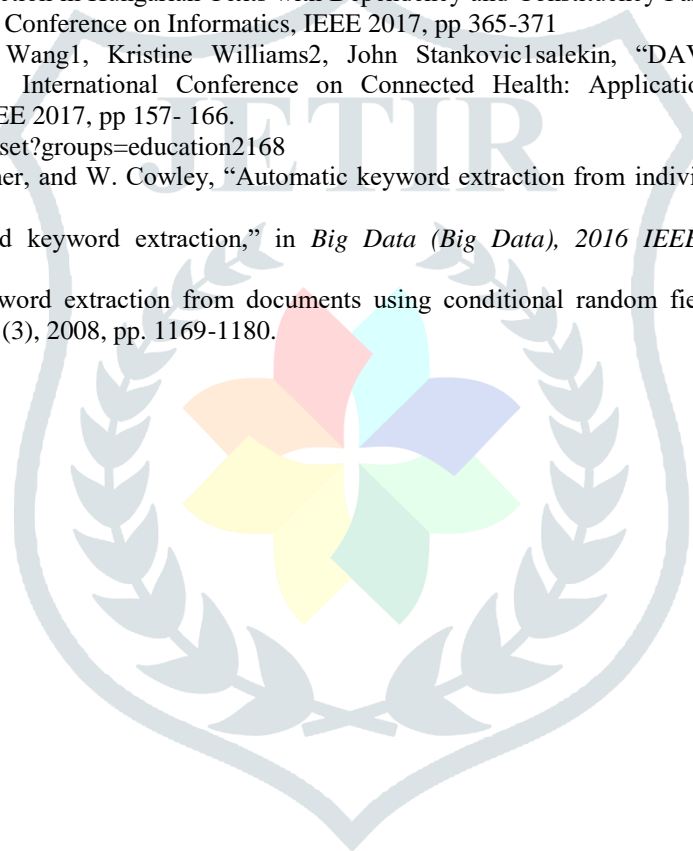 Conference on Informatics, IEEE 2017, pp 365-371
Wang1, Kristine Williams2, John Stankovic1salekin, “DAV
International Conference on Connected Health: Applicatio
EE 2017, pp 157- 166.
set?groups=education2168
JETIR
ner, and W. Cowley, “Automatic keyword extraction from indivi
d keyword extraction,” in Big Data (Big Data), 2016 IEEE
word extraction from documents using conditional random fie
(3), 2008, pp. 1169-1180.